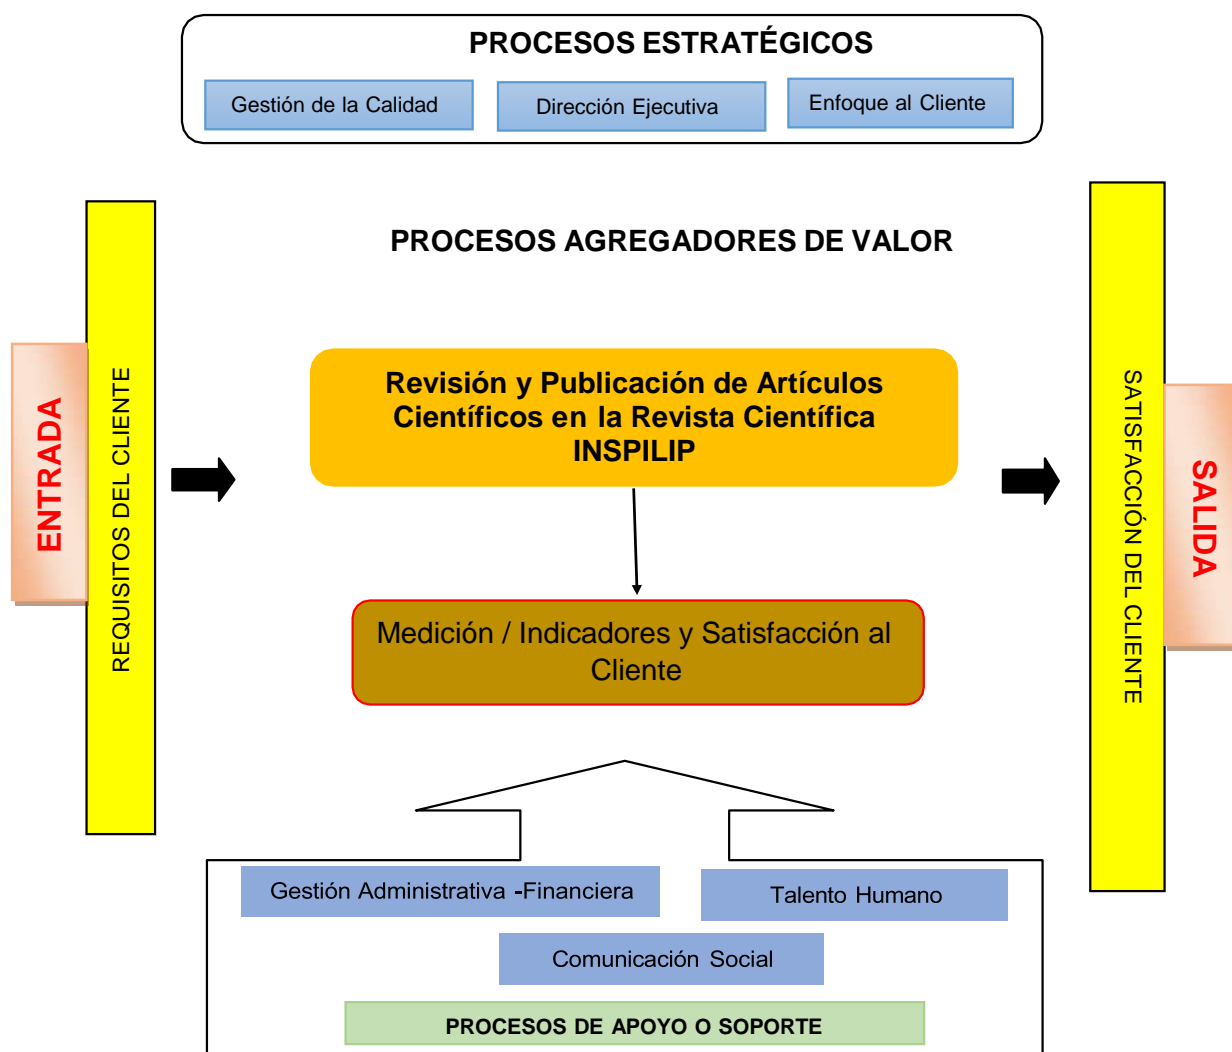 PROCESOS ESTRATÉGICOS
Gestión de la Calidad
Dirección Ejecutiva
Enfoque al Cliente
PROCESOS AGREGADORES DE VALOR
ENTRADA
REQUISITOS DEL CLIENTE
Revisión y Publicación de Artículos
Científicos en la Revista Científica
INSPILIP
Medición / Indicadores y Satisfacción al
Cliente
SATISFACCIÓN DEL CLIENTE
SALIDA
Gestión Administrativa -Financiera
Talento Humano
Comunicación Social
PROCESOS DE APOYO O SOPORTE